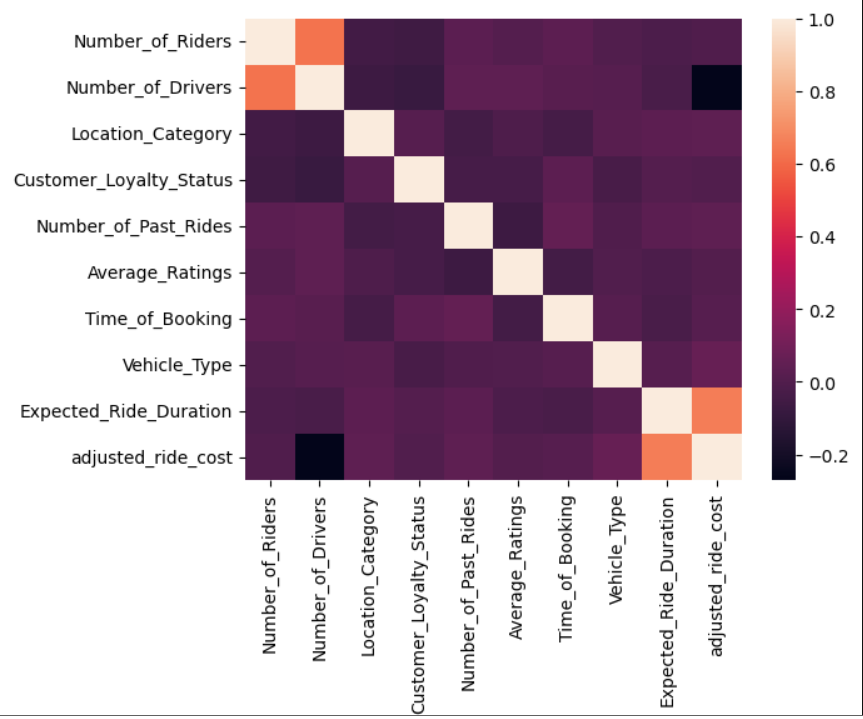 Number_of_Riders
Number_of_Drivers
Location_Category
Customer_Loyalty_Status
Number_of_Past_Rides
Average_Ratings
Time_of_Booking
Vehicle_Type
Expected_Ride_Duration
adjusted_ride_cost
Number_of_Riders
Number_of_Drivers
Location_Category
Customer_Loyalty_Status
Number_of_Past_Rides
Average_Ratings
Time_of_Booking
Vehicle_Type
Expected_Ride_Duration
adjusted_ride_cost
1.0
0.8
0.6
0.4
0.2
0.0
−0.2